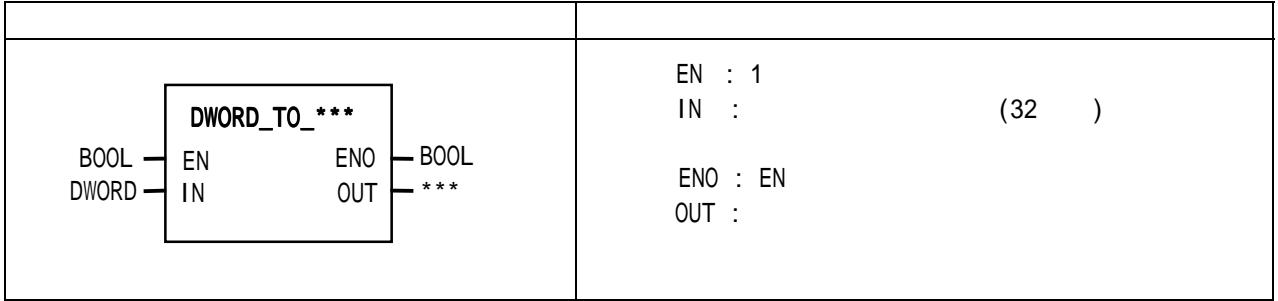 DWORD_TO_***
BOOL EN ENO BOOL
DWORD IN OUT ***
EN : 1
IN : (32 )
ENO : EN
OUT :